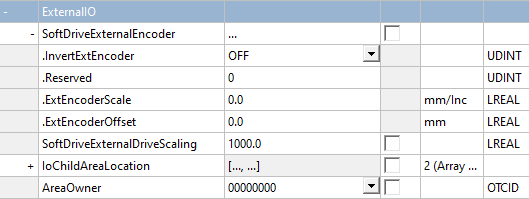 - ExternalIO
- SoftDriveExternalEncoder ...
.InvertExtEncoder OFF UDINT
.Reserved 0 UDINT
.ExtEncoderScale 0.0 mm/Inc LREAL
.ExtEncoderOffset 0.0 mm LREAL
SoftDriveExternalDriveScaling 1000.0 LREAL
+ IoChildAreaLocation [..., ...] 2 (Array ...
AreaOwner 00000000 OTCID